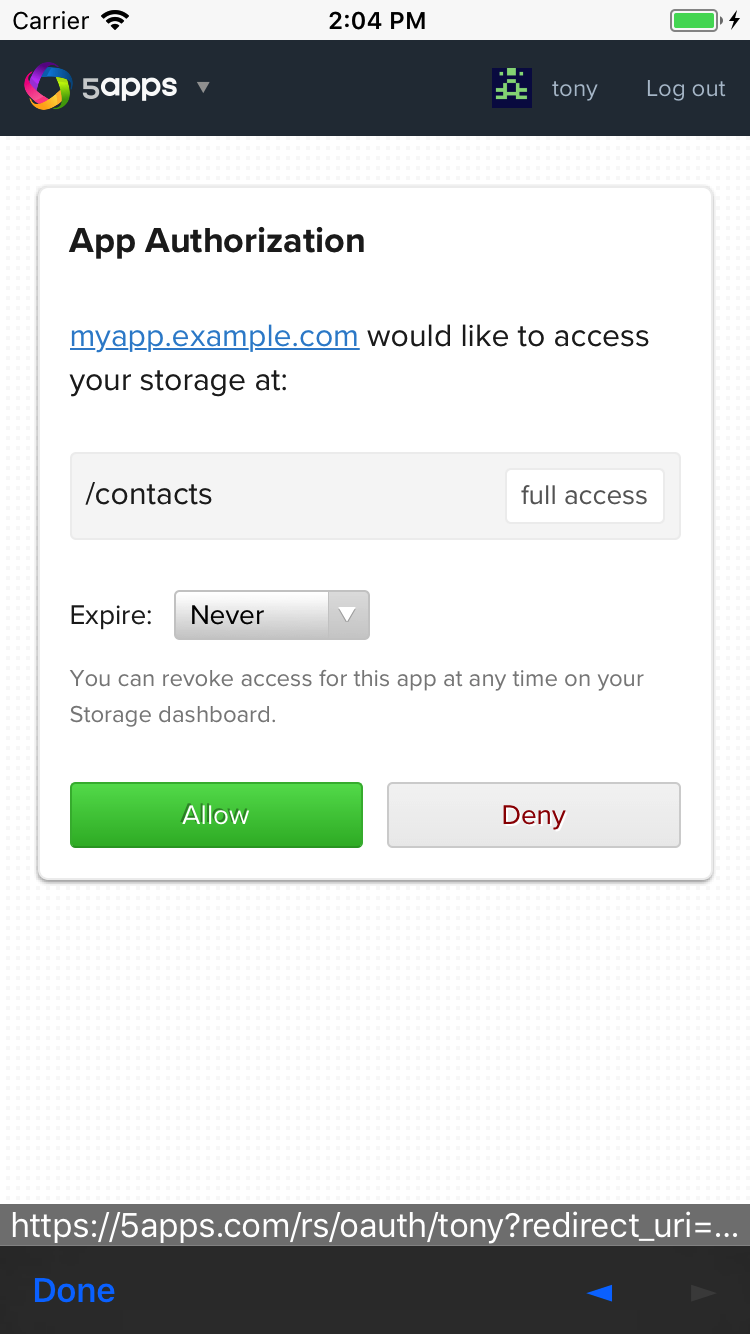 Carrier 2:04 PM
5apps tony Log out
App Authorization
myapp.example.com would like to access
your storage at:
/contacts full access
Expire: Never
You can revoke access for this app at any time on your
Storage dashboard.
Allow Deny
https://5apps.com/rs/oauth/tony?redirect_uri=...
Done